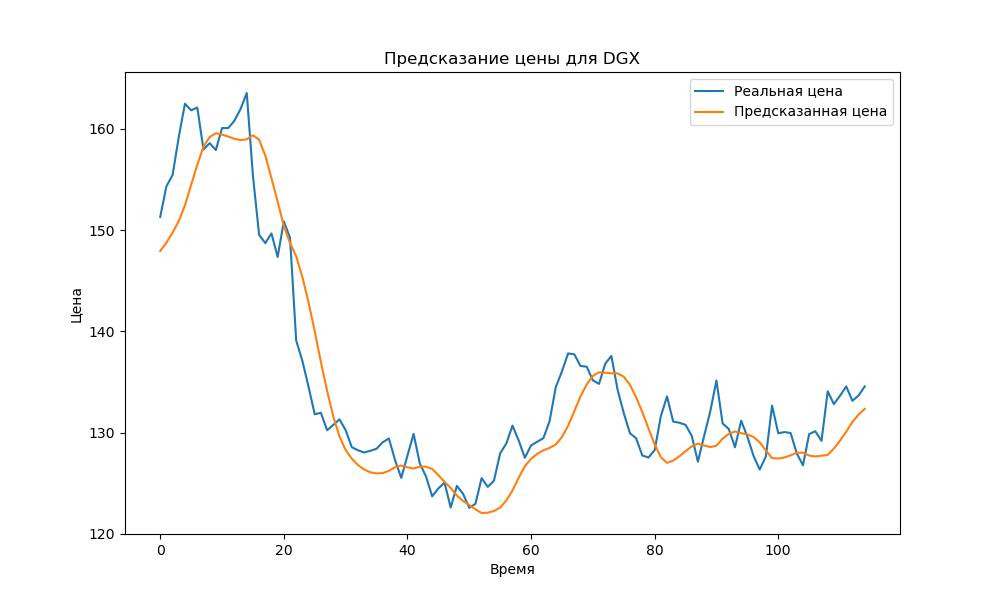 Предсказание цены для DGX
Реальная цена
Предсказанная цена
160
150
140
130
120
Цена
0 20 40 60 80 100
Время